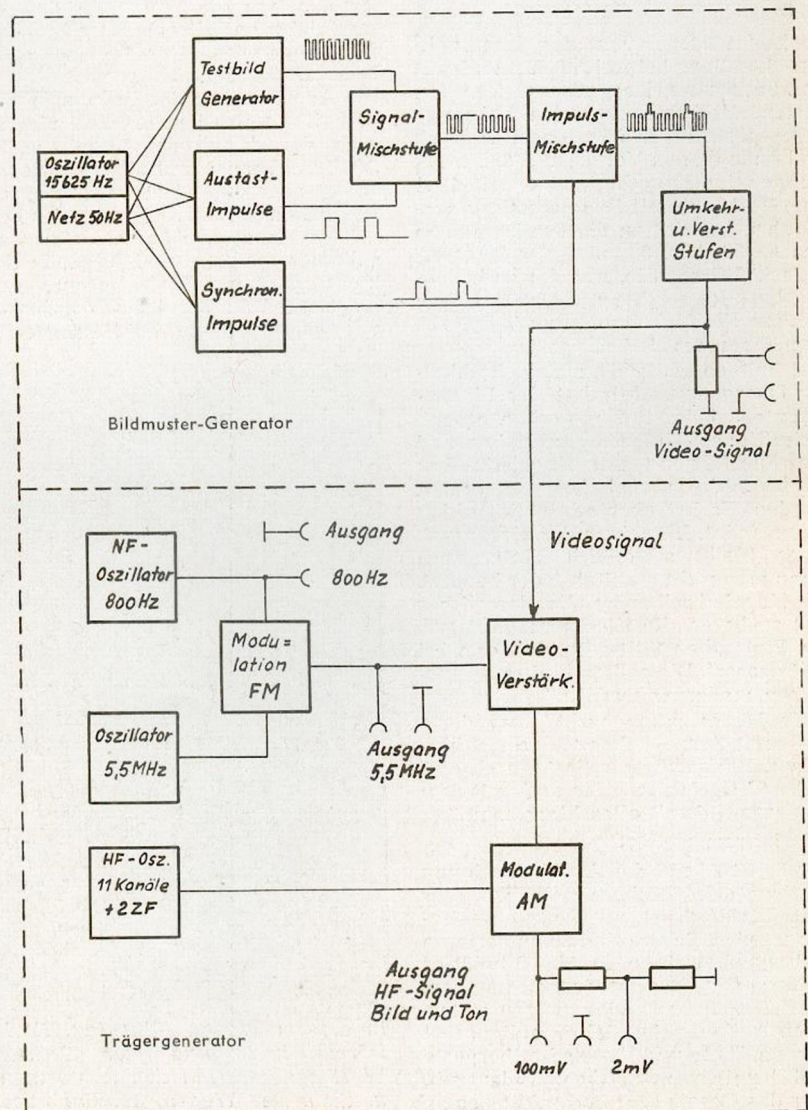 Testbild
Generator
Signal-
Mischstufe
Impuls-
Mischstufe
Oszillator
15625 Hz
Netz 50Hz
Austast-
Impulse
Umkehr-
u. Verst.
Stufen
Synchron.
Impulse
Ausgang
Video-Signal
Bildmuster-Generator
NF-
Oszillator
800Hz
Ausgang
800Hz
Videosignal
Modu=
lation
FM
Video-
Verstärk.
Oszillator
5,5MHz
Ausgang
5,5MHz
HF-Osz.
11 Kanäle
+2ZF
Modulat.
AM
Ausgang
HF-Signal
Bild und Ton
Trägergenerator
100mV
2mV